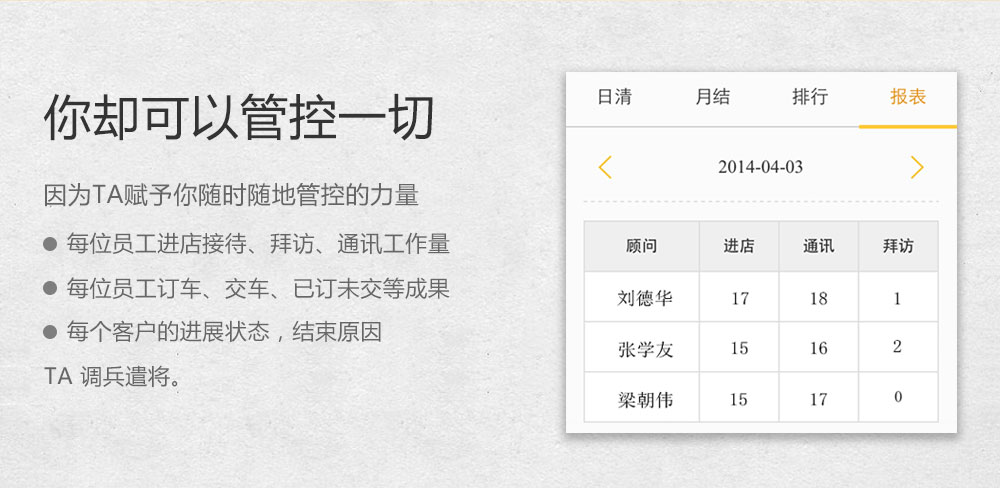 你却可以管控一切
因为TA赋予你随时随地管控的力量
● 每位员工进店接待、拜访、通讯工作量
● 每位员工订车、交车、已订未交等成果
● 每个客户的进展状态，结束原因
TA 调兵遣将。
日清 月结 排行 报表
2014-04-03
顾问 进店 通讯 拜访
刘德华 17 18 1
张学友 15 16 2
梁朝伟 15 17 0